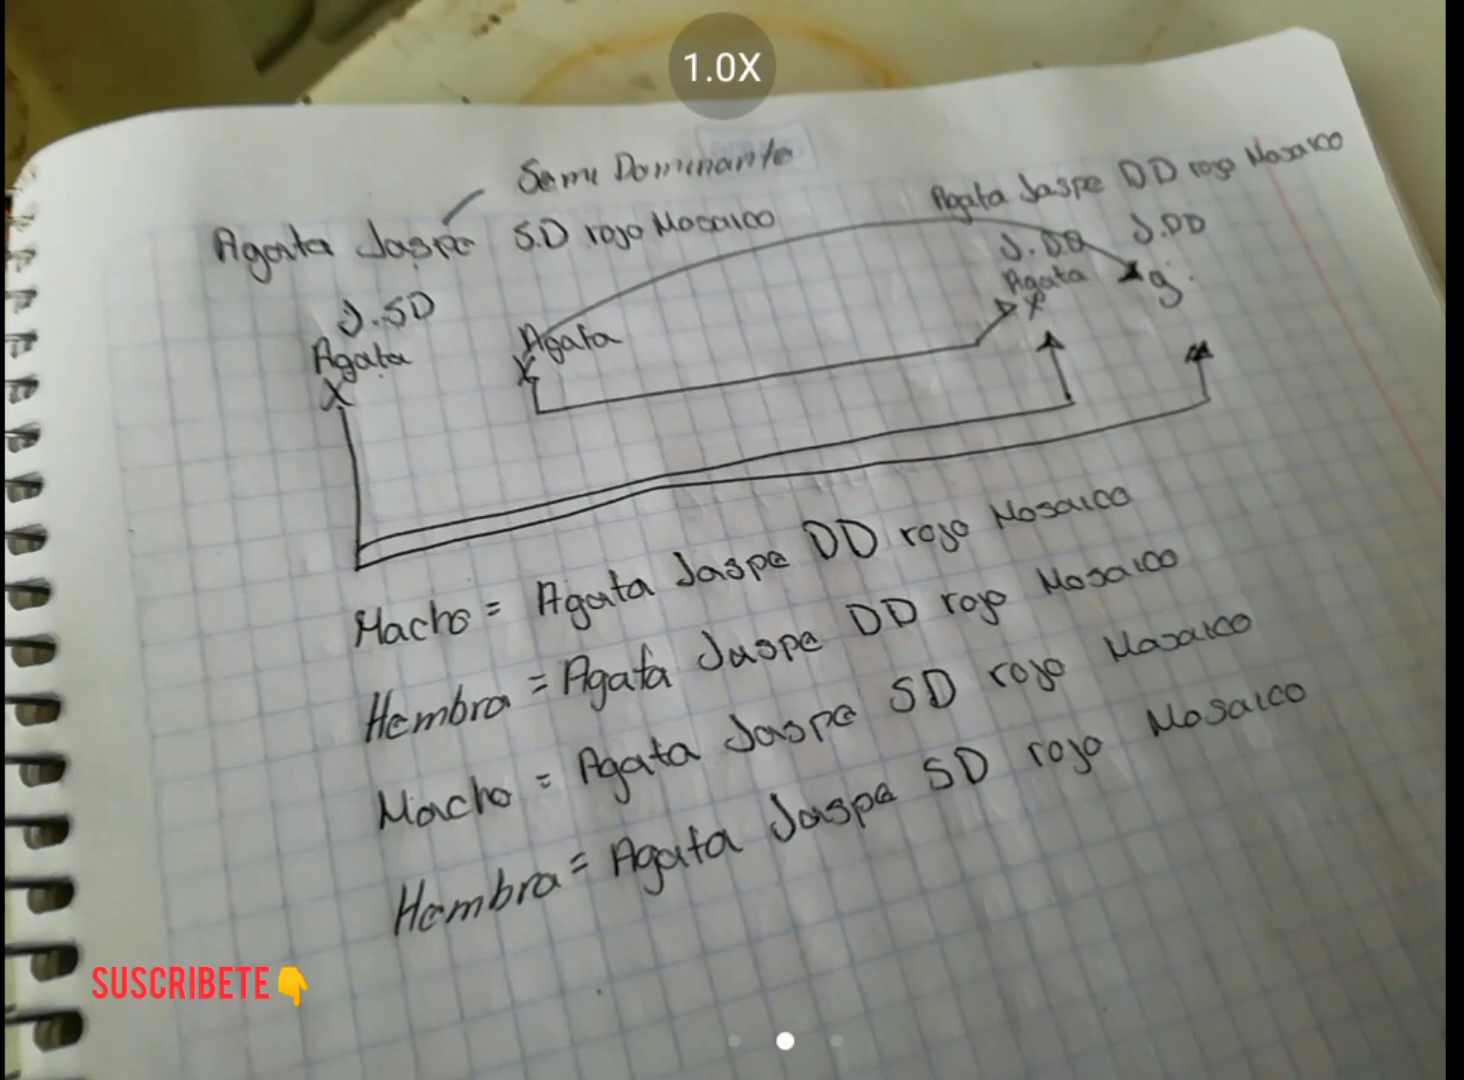 1.0X
Semi Dominante
Agata Jaspe S.D rojo Mosaico
Agata Jaspe DD rojo Mosaico
J.SD
Agata
X
Agata
X
J.DD
Agata
X
J.DD
y
Macho = Agata Jaspe DD rojo Mosaico
Hembra = Agata Jaspe DD rojo Mosaico
Macho = Agata Jaspe SD rojo Mosaico
Hembra = Agata Jaspe SD rojo Mosaico
SUSCRIBETE